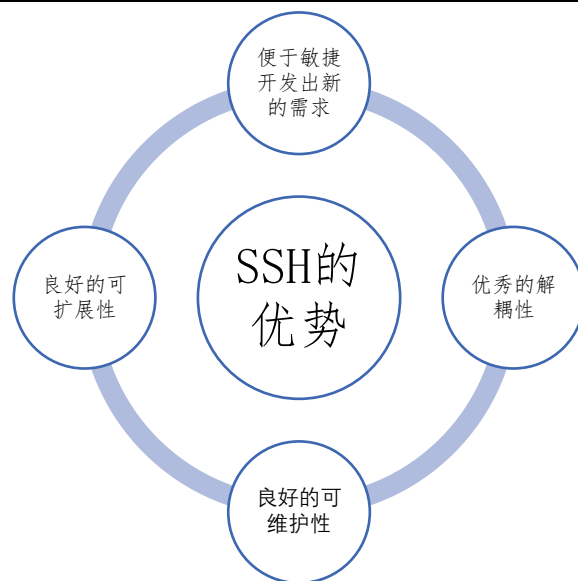 便于敏捷
开发出新
的需求
SSH的
优势
良好的可
扩展性
优秀的解
耦性
良好的可
维护性